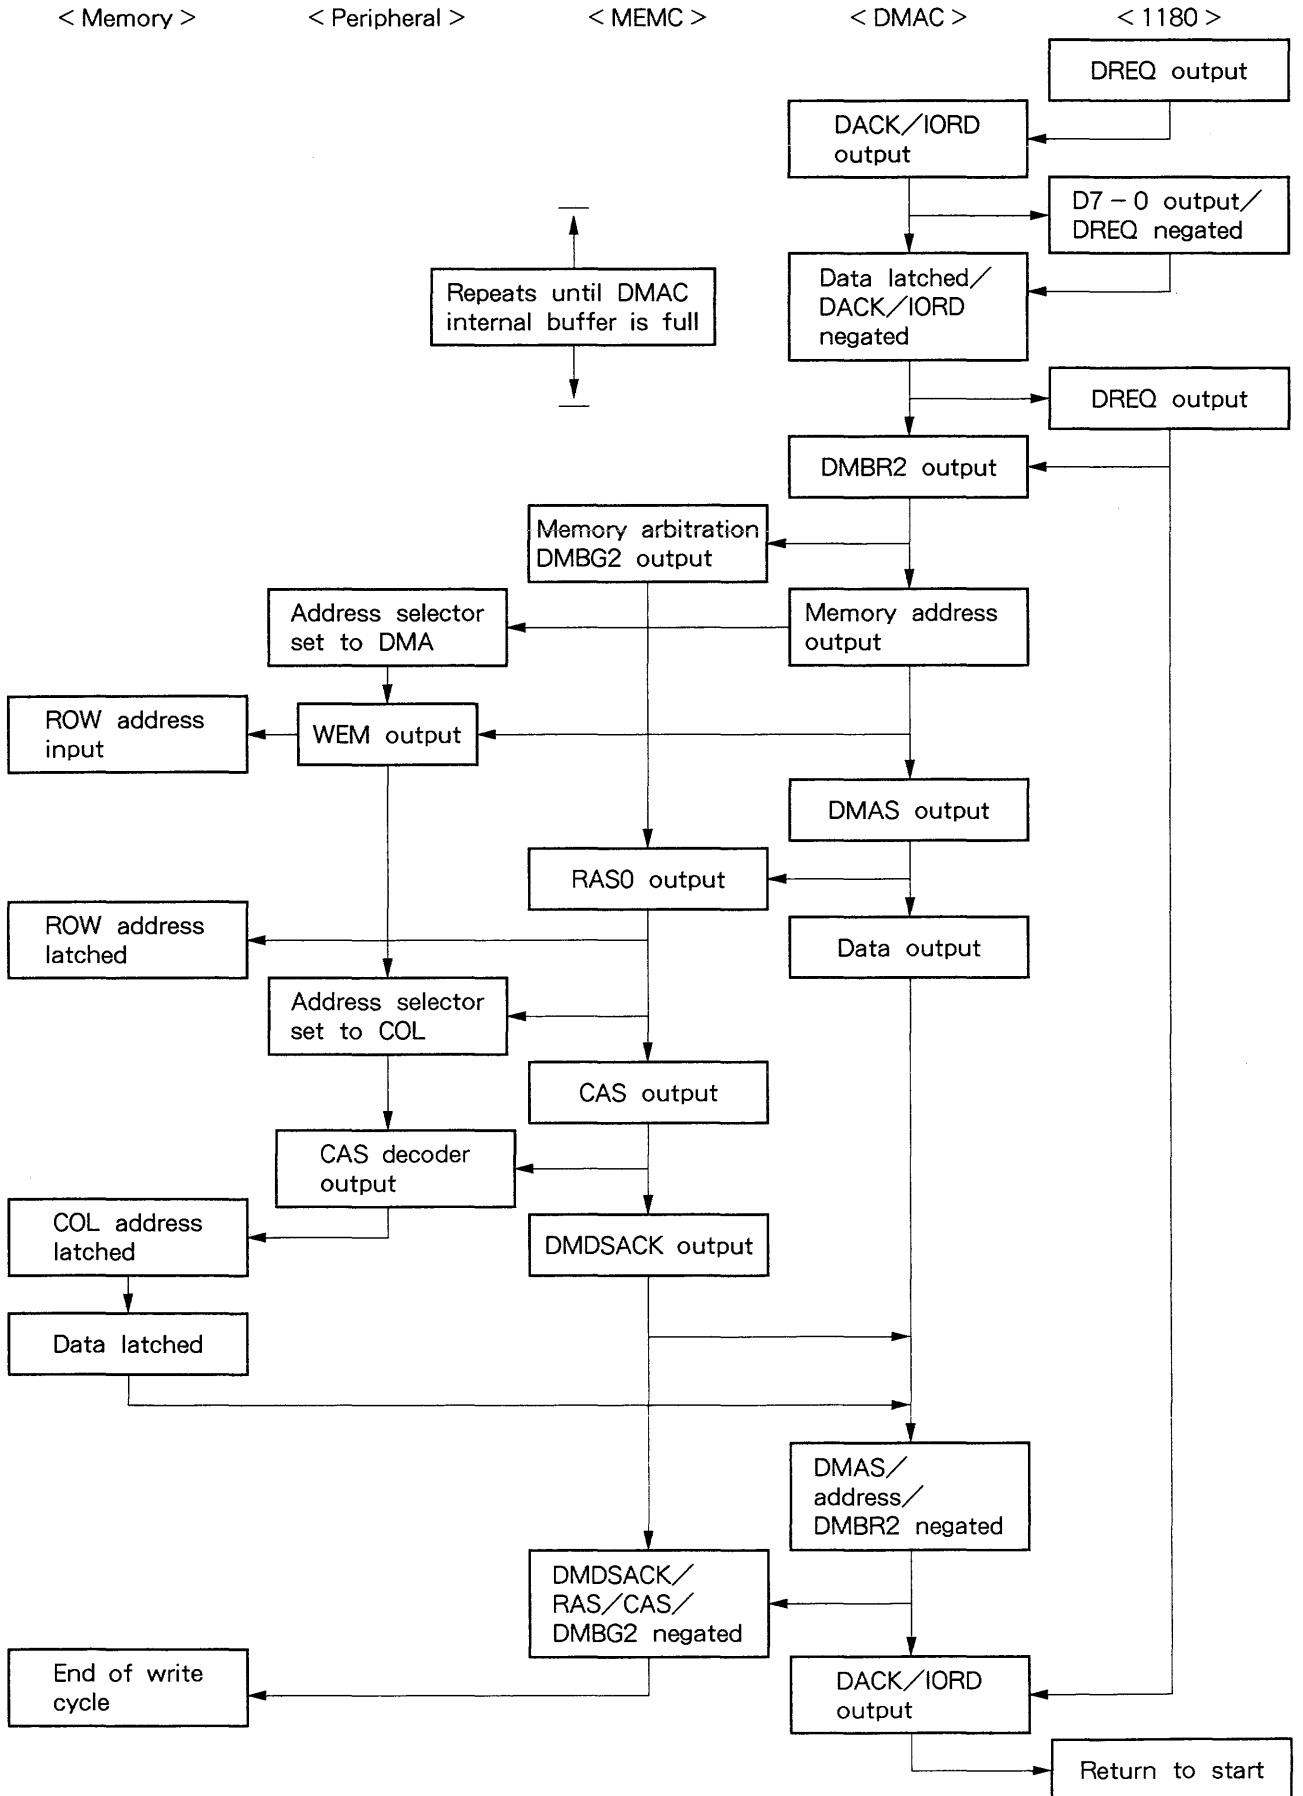 < Memory >
< Peripheral >
< MEMC >
< DMAC >
< 1180 >
DREQ output
DACK/IORD
output
D7-0 output/
DREQ negated
Repeats until DMAC
internal buffer is full
Data latched/
DACK/IORD
negated
DREQ output
DMBR2 output
Memory arbitration
DMBG2 output
Address selector
set to DMA
Memory address
output
ROW address
input
WEM output
DMAS output
RAS0 output
ROW address
latched
Data output
Address selector
set to COL
CAS output
CAS decoder
output
COL address
latched
DMDSACK output
Data latched
DMAS/
address/
DMBR2 negated
DMDSACK/
RAS/CAS/
DMBG2 negated
End of write
cycle
DACK/IORD
output
Return to start